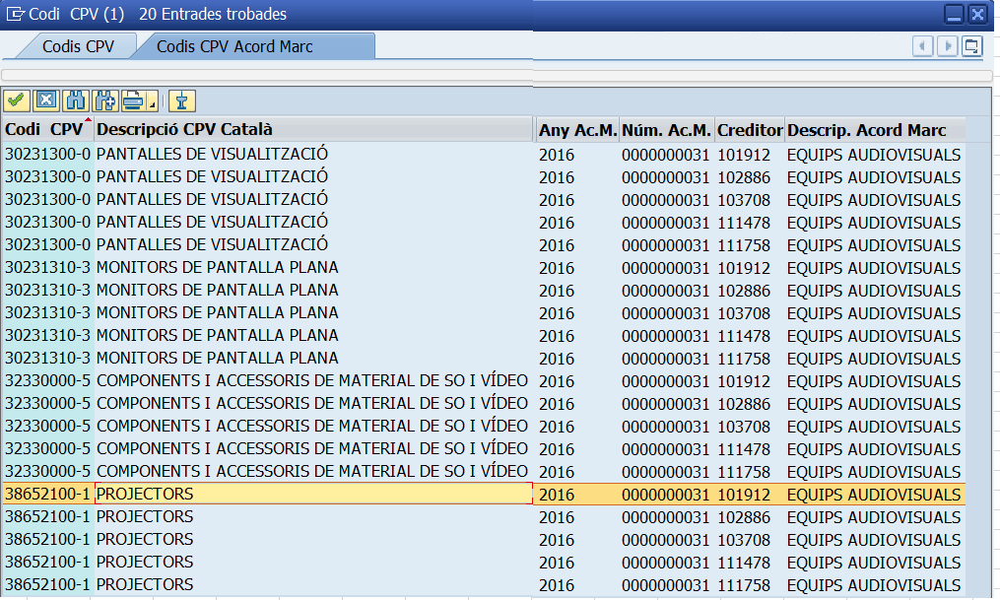 Codi CPV (1) 20 Entrades trobades
Codis CPV Codis CPV Acord Marc
Codi CPV Descripció CPV Català Any Ac.M. Núm. Ac.M. Creditor Descrip. Acord Marc
30231300-0 PANTALLES DE VISUALITZACIÓ 2016 0000000031 101912 EQUIPS AUDIOVISUALS
30231300-0 PANTALLES DE VISUALITZACIÓ 2016 0000000031 102886 EQUIPS AUDIOVISUALS
30231300-0 PANTALLES DE VISUALITZACIÓ 2016 0000000031 103708 EQUIPS AUDIOVISUALS
30231300-0 PANTALLES DE VISUALITZACIÓ 2016 0000000031 111478 EQUIPS AUDIOVISUALS
30231300-0 PANTALLES DE VISUALITZACIÓ 2016 0000000031 111758 EQUIPS AUDIOVISUALS
30231310-3 MONITORS DE PANTALLA PLANA 2016 0000000031 101912 EQUIPS AUDIOVISUALS
30231310-3 MONITORS DE PANTALLA PLANA 2016 0000000031 102886 EQUIPS AUDIOVISUALS
30231310-3 MONITORS DE PANTALLA PLANA 2016 0000000031 103708 EQUIPS AUDIOVISUALS
30231310-3 MONITORS DE PANTALLA PLANA 2016 0000000031 111478 EQUIPS AUDIOVISUALS
30231310-3 MONITORS DE PANTALLA PLANA 2016 0000000031 111758 EQUIPS AUDIOVISUALS
32330000-5 COMPONENTS I ACCESSORIS DE MATERIAL DE SO I VÍDEO 2016 0000000031 101912 EQUIPS AUDIOVISUALS
32330000-5 COMPONENTS I ACCESSORIS DE MATERIAL DE SO I VÍDEO 2016 0000000031 102886 EQUIPS AUDIOVISUALS
32330000-5 COMPONENTS I ACCESSORIS DE MATERIAL DE SO I VÍDEO 2016 0000000031 103708 EQUIPS AUDIOVISUALS
32330000-5 COMPONENTS I ACCESSORIS DE MATERIAL DE SO I VÍDEO 2016 0000000031 111478 EQUIPS AUDIOVISUALS
32330000-5 COMPONENTS I ACCESSORIS DE MATERIAL DE SO I VÍDEO 2016 0000000031 111758 EQUIPS AUDIOVISUALS
38652100-1 PROJECTORS 2016 0000000031 101912 EQUIPS AUDIOVISUALS
38652100-1 PROJECTORS 2016 0000000031 102886 EQUIPS AUDIOVISUALS
38652100-1 PROJECTORS 2016 0000000031 103708 EQUIPS AUDIOVISUALS
38652100-1 PROJECTORS 2016 0000000031 111478 EQUIPS AUDIOVISUALS
38652100-1 PROJECTORS 2016 0000000031 111758 EQUIPS AUDIOVISUALS